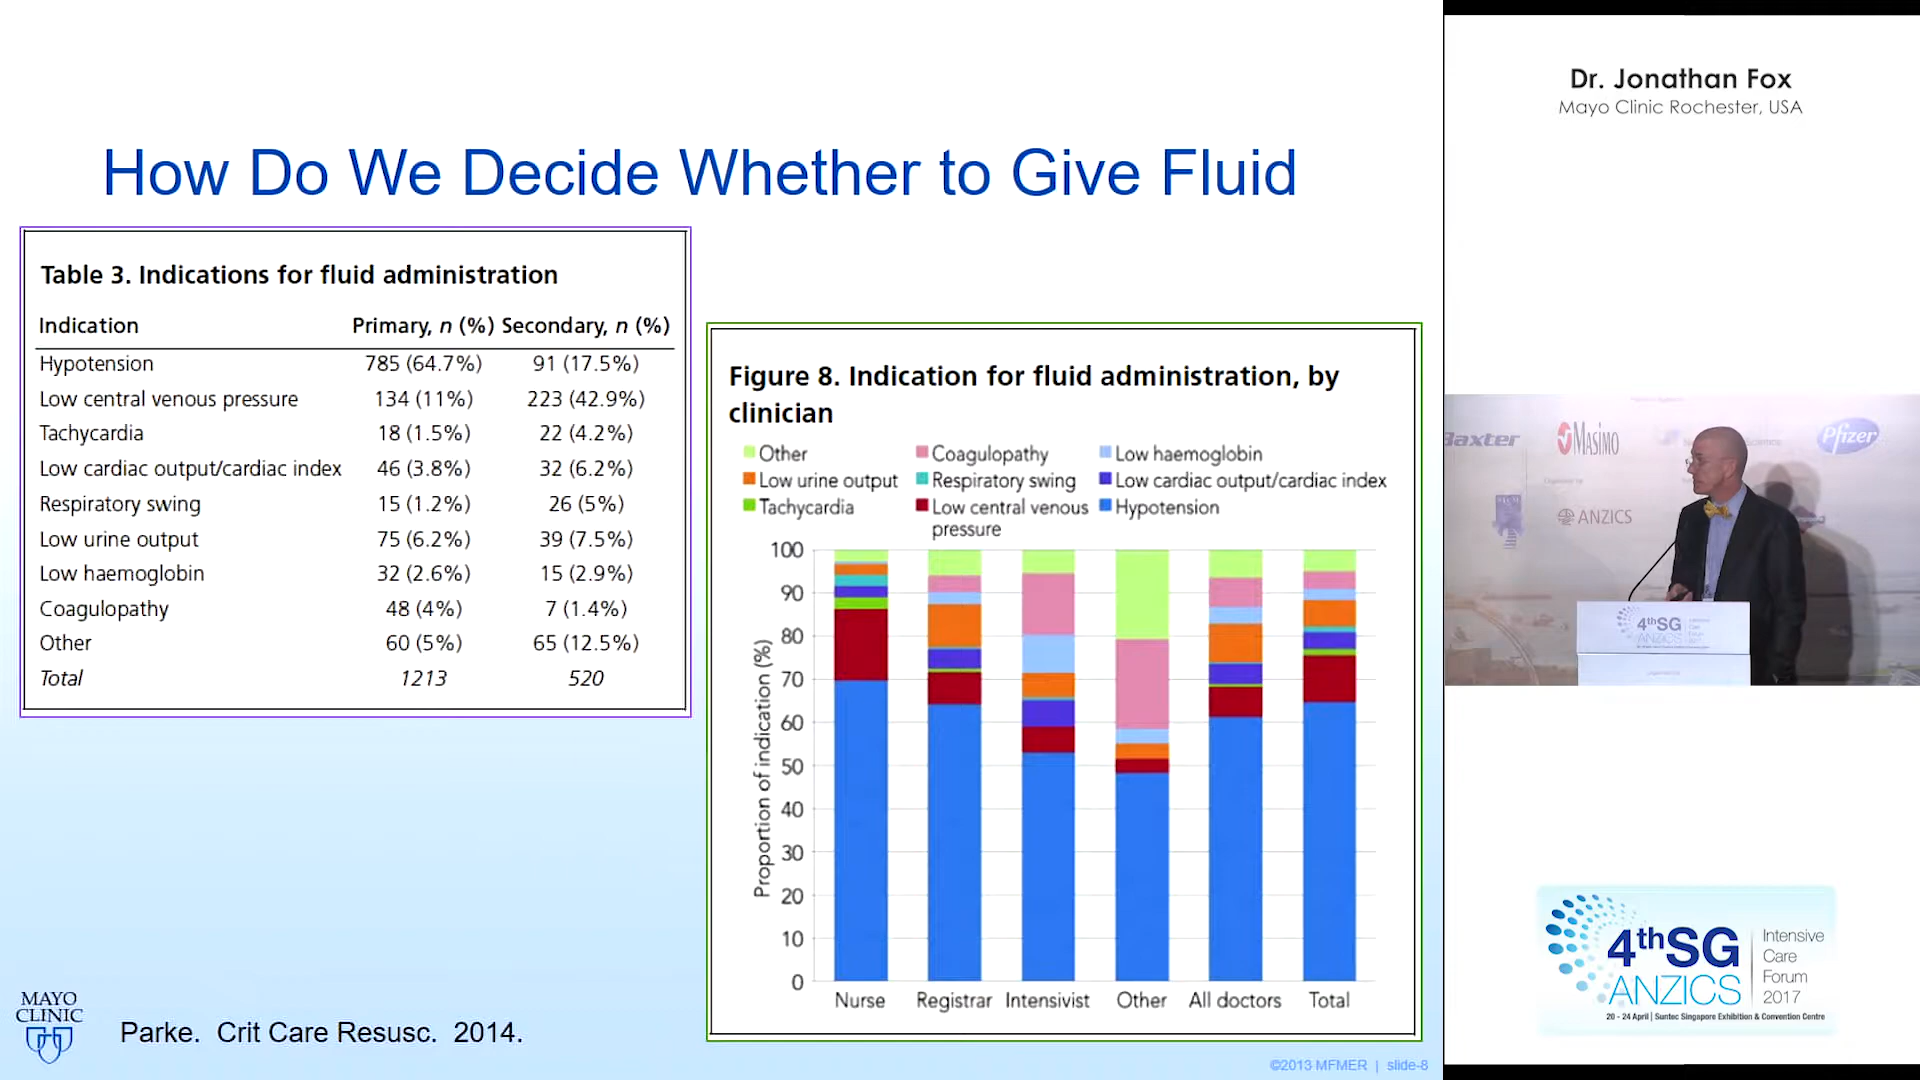 How Do We Decide Whether to Give Fluid
Table 3. Indications for fluid administration
Indication Primary, n (%) Secondary, n (%)
Hypotension 785 (64.7%) 91 (17.5%)
Low central venous pressure 134 (11%) 223 (42.9%)
Tachycardia 18 (1.5%) 22 (4.2%)
Low cardiac output/cardiac index 46 (3.8%) 32 (6.2%)
Respiratory swing 15 (1.2%) 26 (5%)
Low urine output 75 (6.2%) 39 (7.5%)
Low haemoglobin 32 (2.6%) 15 (2.9%)
Coagulopathy 48 (4%) 7 (1.4%)
Other 60 (5%) 65 (12.5%)
Total 1213 520
Figure 8. Indication for fluid administration, by
clinician
Other Coagulopathy Low haemoglobin
Low urine output Respiratory swing Low cardiac output/cardiac index
Tachycardia Low central venous Hypotension
pressure
Proportion of indication (%)
100
90
80
70
60
50
40
30
20
10
0
Nurse Registrar Intensivist Other All doctors Total
MAYO
CLINIC
Parke. Crit Care Resusc. 2014.
©2013 MFMER | slide-8
Dr. Jonathan Fox
Mayo Clinic Rochester, USA
Baxter
Masimo
Pfizer
ANZICS
4thSG
ANZICS
4thSG
ANZICS
Intensive
Care
Forum
2017
20 - 24 April | Suntec Singapore Exhibition & Convention Centre